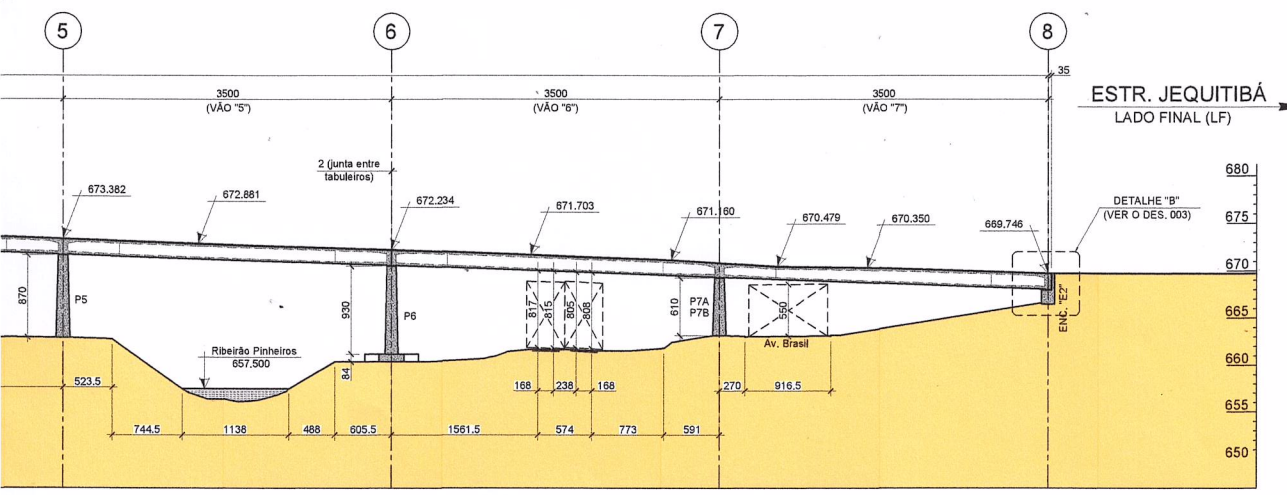 5
6
7
8
35
3500
(VÃO "5")
3500
(VÃO "6")
3500
(VÃO "7")
ESTR. JEQUITIBÁ
LADO FINAL (LF)
2 (junta entre
tabuleiros)
680
673.382
672.881
672.234
671.703
671.160
670.479
670.350
669.746
DETALHE "B"
(VER O DES. 003)
675
670
870
P5
930
P6
817
815
805
808
610
P7A
P7B
550
Av. Brasil
ENC. "E2"
665
660
655
650
Ribeirão Pinheiros
657.500
84
523.5
168
238
168
270
916.5
744.5
1138
488
605.5
1561.5
574
773
591